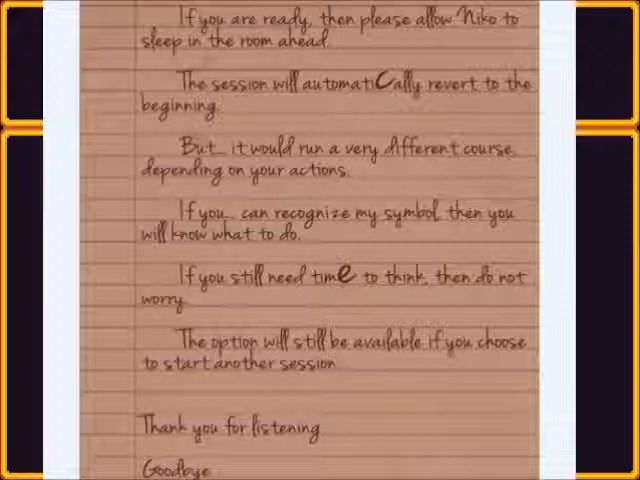 If you are ready, then please allow Niko to
sleep in the room ahead.
The session will automatiCally revert to the
beginning.
But... it would run a very different course,
depending on your actions.
If you... can recognize my symbol, then you
will know what to do.
If you still need time to think, then do not
worry.
The option will still be available if you choose
to start another session.
Thank you for listening
Goodbye